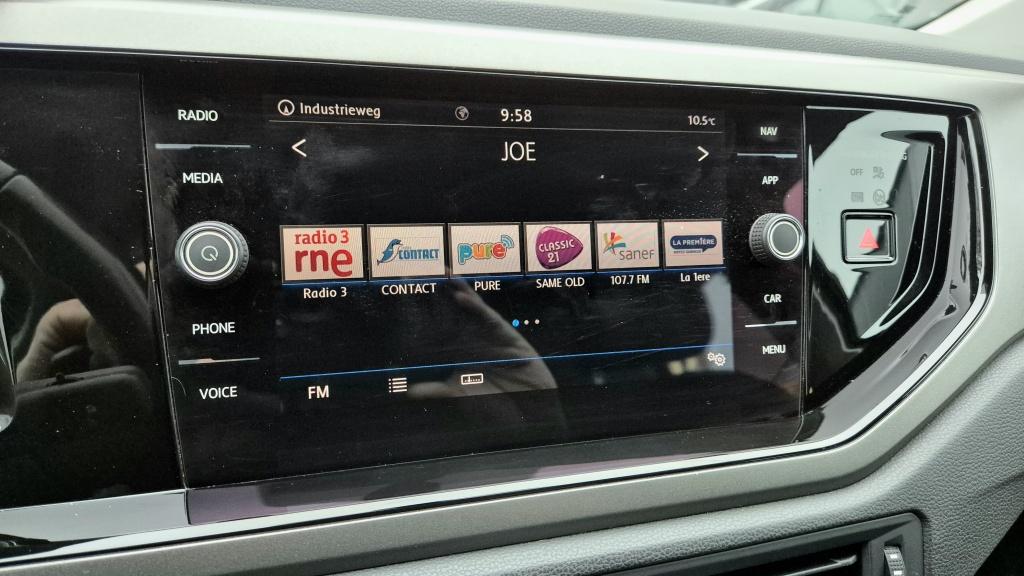 RADIO
MEDIA
PHONE
VOICE
Industrieweg 9:58 10.5°C
< JOE >
radio 3
rne
CONTACT
pure
CLASSIC
21
sanef
LA PREMIÈRE
Radio 3 CONTACT PURE SAME OLD 107.7 FM La 1ere
FM
NAV
APP
CAR
MENU
OFF